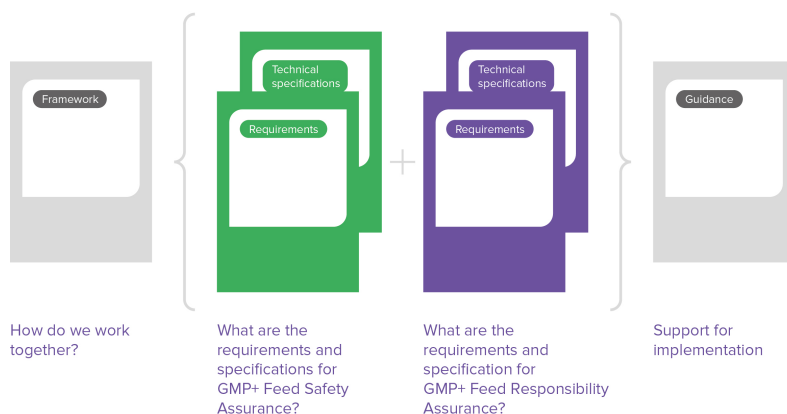 Framework
Technical
specifications
Requirements
Technical
specifications
Requirements
Guidance
How do we work
together?
What are the
requirements and
specifications for
GMP+ Feed Safety
Assurance?
What are the
requirements and
specification for
GMP+ Feed Responsibility
Assurance?
Support for
implementation